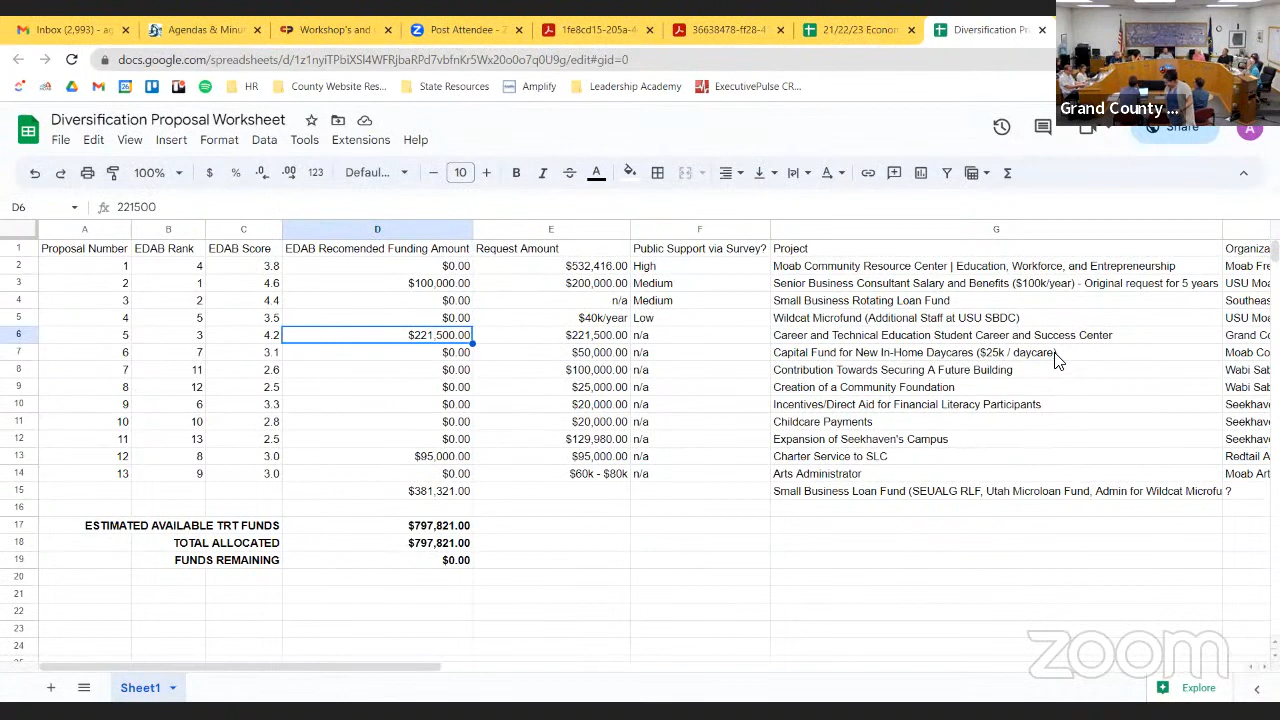 Inbox (2,993) - ag
Agendas & Minut
Workshop's and
Post Attendee - Z
1fe8cd15-205a-4
36638478-ff28-4
21/22/23 Econom
Diversification Pro
docs.google.com/spreadsheets/d/
/edit#gid=0
HR
County Website Res...
State Resources
Amplify
Leadership Academy
ExecutivePulse CR...
Grand County ...
Diversification Proposal Worksheet
File Edit View Insert Format Data Tools Extensions Help
Share
A
100% $ % .0 .00 123 Defaul... 10 B I A
D6 fx 221500
A B C D E F G
1 Proposal Number EDAB Rank EDAB Score EDAB Recomended Funding Amount Request Amount Public Support via Survey? Project Organiza
2 1 4 3.8 $0.00 $532,416.00 High Moab Community Resource Center | Education, Workforce, and Entrepreneurship Moab Fre
3 2 1 4.6 $100,000.00 $200,000.00 Medium Senior Business Consultant Salary and Benefits ($100k/year) - Original request for 5 years USU Moa
4 3 2 4.4 $0.00 n/a Medium Small Business Rotating Loan Fund Southeas
5 4 5 3.5 $0.00 $40k/year Low Wildcat Microfund (Additional Staff at USU SBDC) USU Moa
6 5 3 4.2 $221,500.00 $221,500.00 n/a Career and Technical Education Student Career and Success Center Grand Co
7 6 7 3.1 $0.00 $50,000.00 n/a Capital Fund for New In-Home Daycares ($25k / daycare) Moab Co
8 7 11 2.6 $0.00 $100,000.00 n/a Contribution Towards Securing A Future Building Wabi Sab
9 8 12 2.5 $0.00 $25,000.00 n/a Creation of a Community Foundation Wabi Sab
10 9 6 3.3 $0.00 $20,000.00 n/a Incentives/Direct Aid for Financial Literacy Participants Seekhave
11 10 10 2.8 $0.00 $20,000.00 n/a Childcare Payments Seekhave
12 11 13 2.5 $0.00 $129,980.00 n/a Expansion of Seekhaven's Campus Seekhave
13 12 8 3.0 $95,000.00 $95,000.00 n/a Charter Service to SLC Redtail A
14 13 9 3.0 $0.00 $60k - $80k n/a Arts Administrator Moab Art
15 $381,321.00 Small Business Loan Fund (SEUALG RLF, Utah Microloan Fund, Admin for Wildcat Microfu ?
16
17 ESTIMATED AVAILABLE TRT FUNDS $797,821.00
18 TOTAL ALLOCATED $797,821.00
19 FUNDS REMAINING $0.00
20
21
22
23
24
zoom
Sheet1
Explore